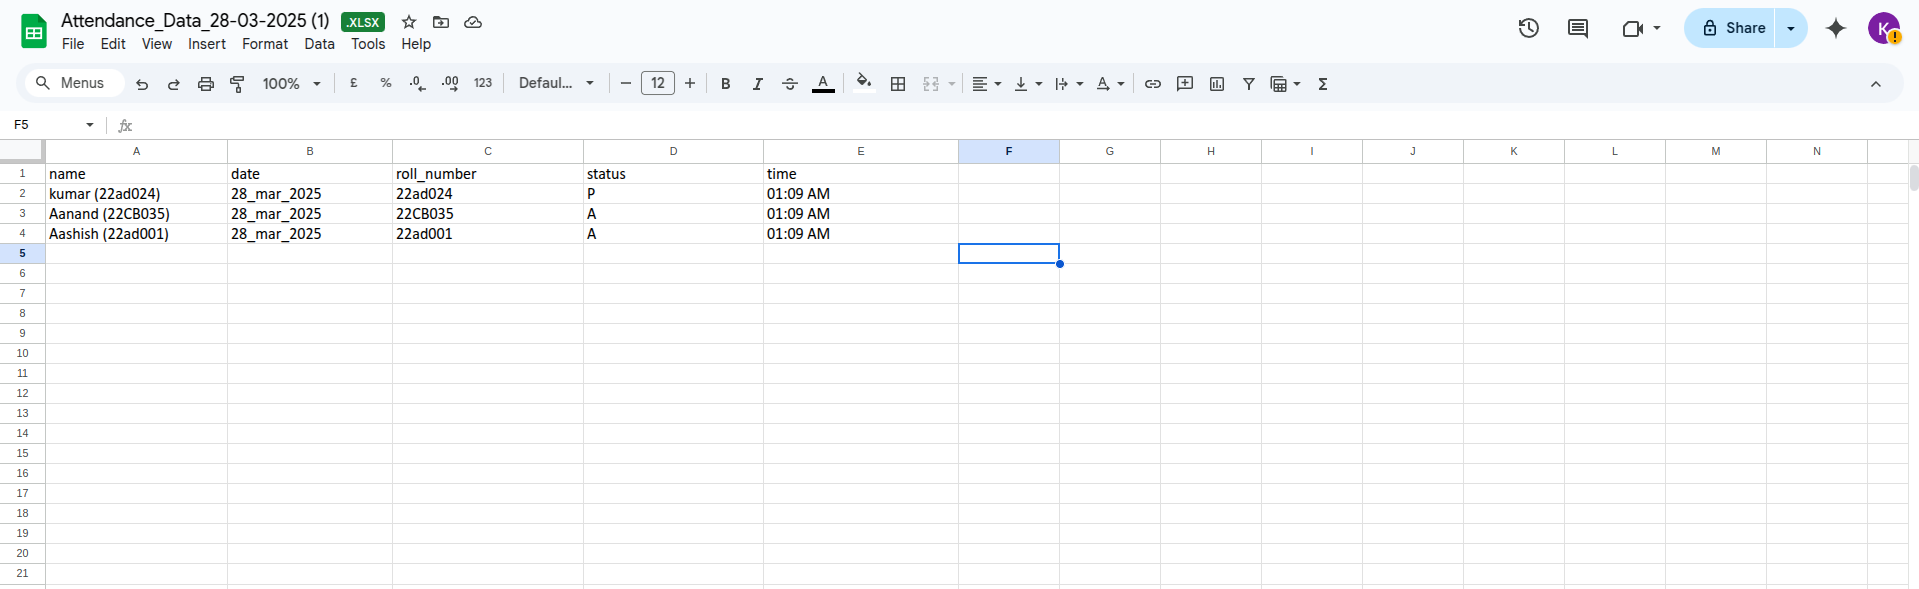 Attendance_Data_28-03-2025 (1) .XLSX
File Edit View Insert Format Data Tools Help
Share
K
Menus 100% £ % .0 .00 123 Defaul... 12 B I A A Σ
F5 fx
A B C D E F G H I J K L M N
1 name date roll_number status time
2 kumar (22ad024) 28_mar_2025 22ad024 P 01:09 AM
3 Aanand (22CB035) 28_mar_2025 22CB035 A 01:09 AM
4 Aashish (22ad001) 28_mar_2025 22ad001 A 01:09 AM
5
6
7
8
9
10
11
12
13
14
15
16
17
18
19
20
21